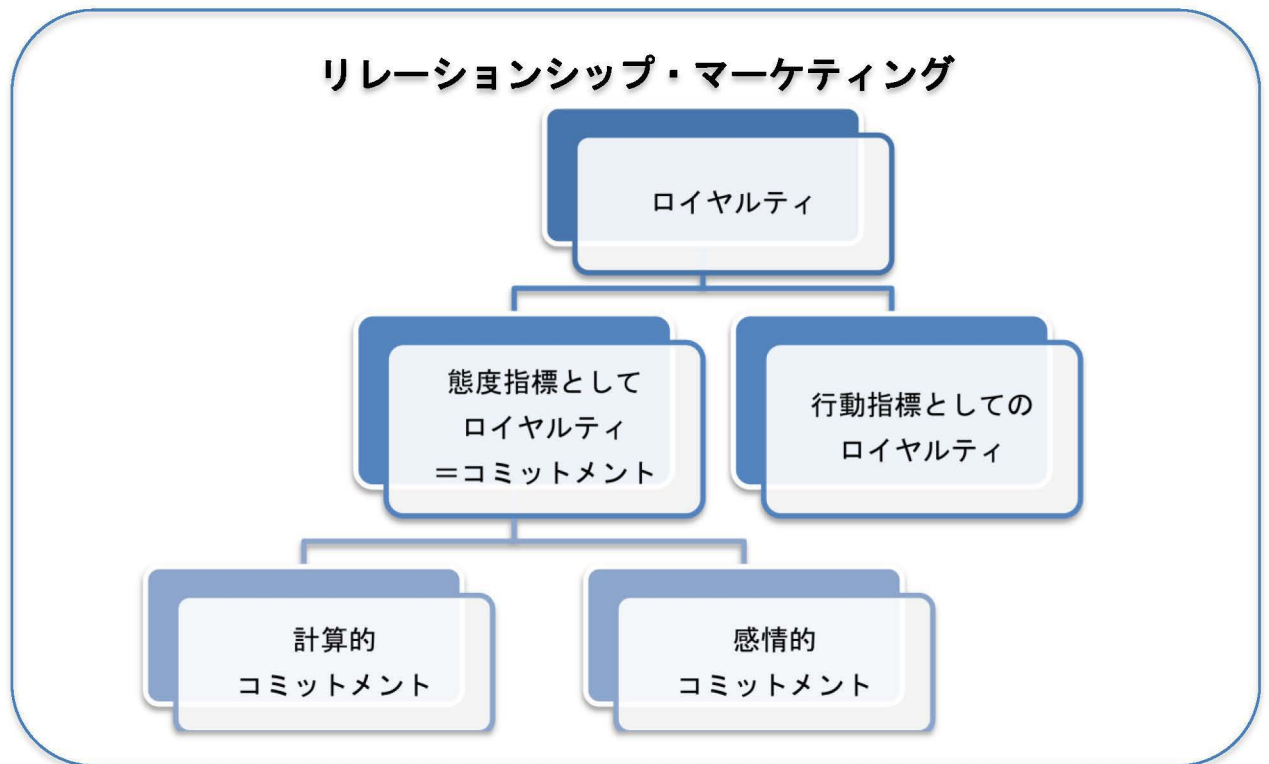 リレーションシップ・マーケティング
ロイヤルティ
態度指標として
ロイヤルティ
＝コミットメント
行動指標としての
ロイヤルティ
計算的
コミットメント
感情的
コミットメント